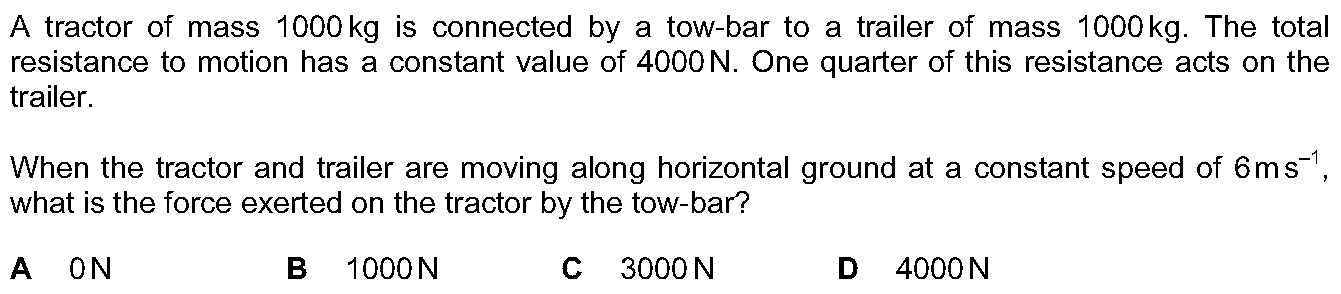 A tractor of mass 1000 kg is connected by a tow-bar to a trailer of mass 1000 kg. The total
resistance to motion has a constant value of 4000 N. One quarter of this resistance acts on the
trailer.
When the tractor and trailer are moving along horizontal ground at a constant speed of 6 m s⁻¹,
what is the force exerted on the tractor by the tow-bar?
A 0 N B 1000 N C 3000 N D 4000 N